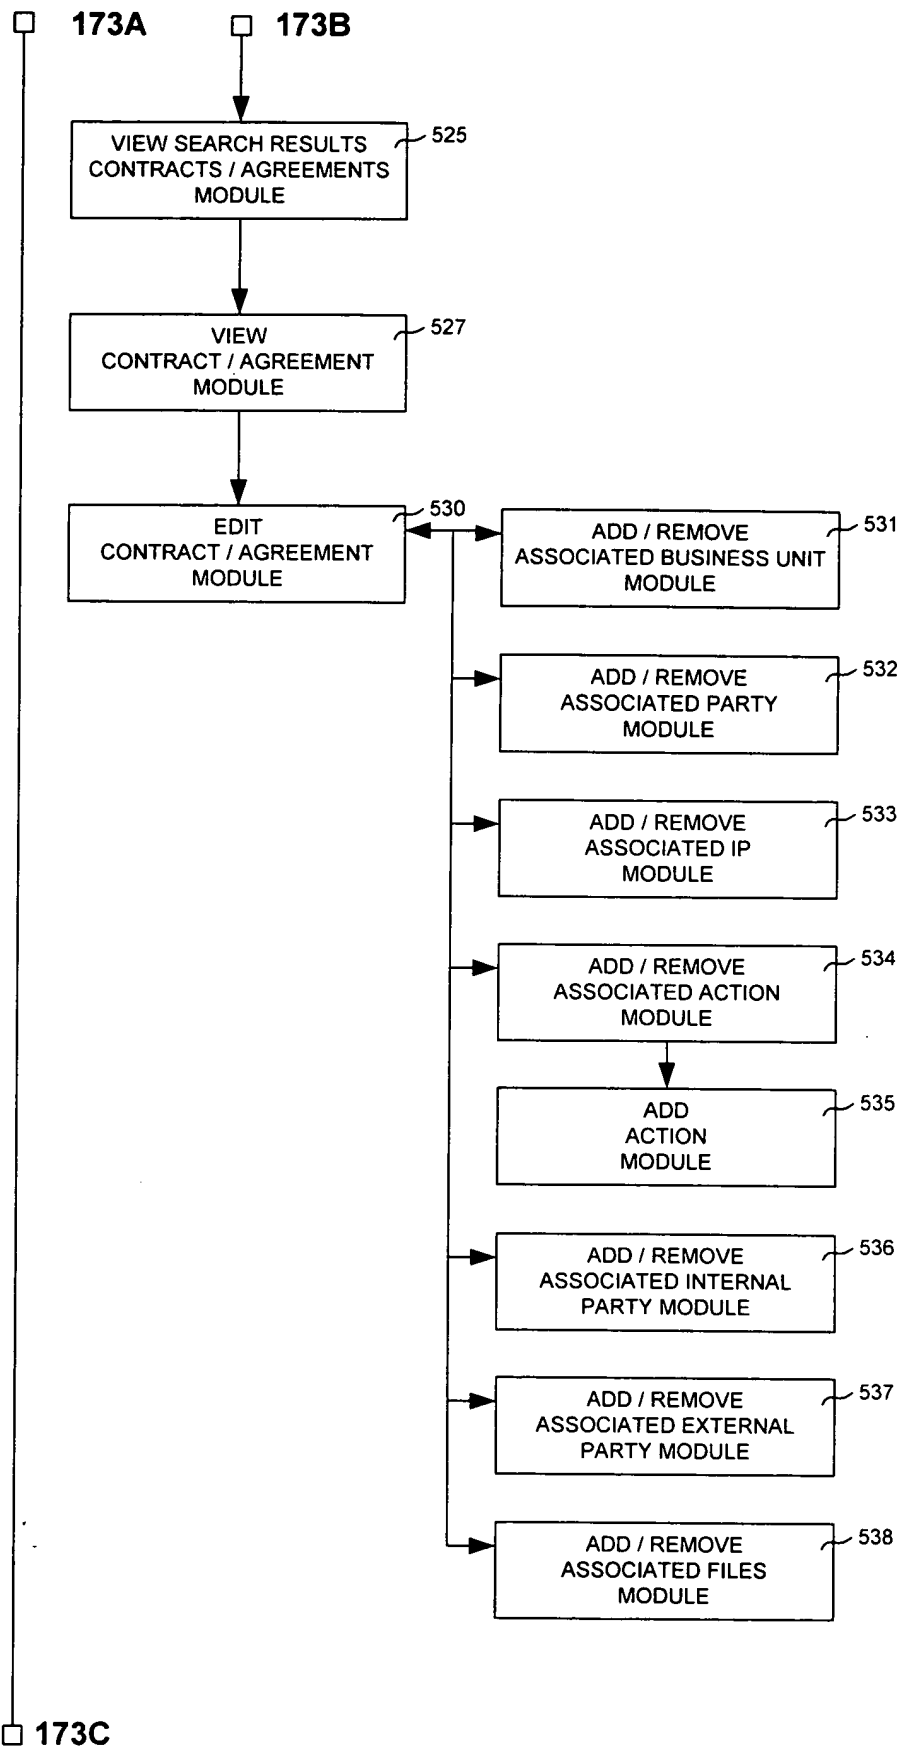 173A
173B
VIEW SEARCH RESULTS
CONTRACTS / AGREEMENTS
MODULE
525
VIEW
CONTRACT / AGREEMENT
MODULE
527
EDIT
CONTRACT / AGREEMENT
MODULE
530
ADD / REMOVE
ASSOCIATED BUSINESS UNIT
MODULE
531
ADD / REMOVE
ASSOCIATED PARTY
MODULE
532
ADD / REMOVE
ASSOCIATED IP
MODULE
533
ADD / REMOVE
ASSOCIATED ACTION
MODULE
534
ADD
ACTION
MODULE
535
ADD / REMOVE
ASSOCIATED INTERNAL
PARTY MODULE
536
ADD / REMOVE
ASSOCIATED EXTERNAL
PARTY MODULE
537
ADD / REMOVE
ASSOCIATED FILES
MODULE
538
173C